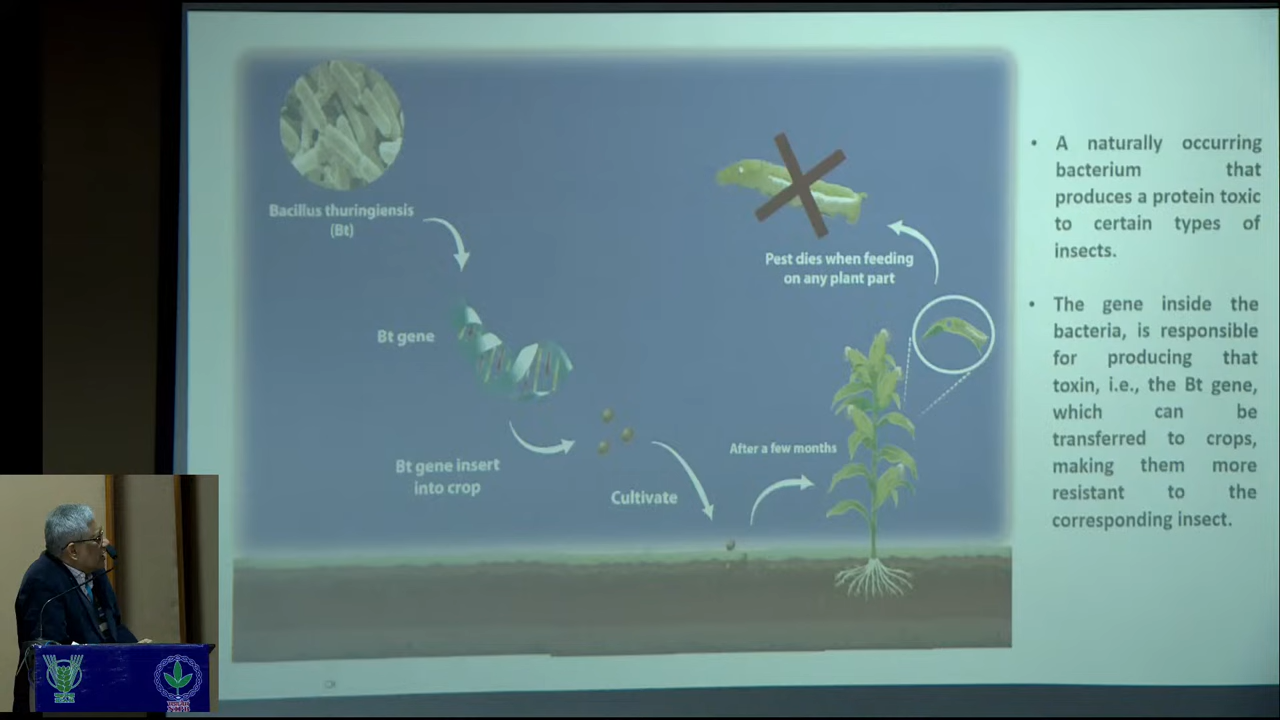 Bacillus thuringiensis
(Bt)
Bt gene
Bt gene insert
into crop
Cultivate
After a few months
Pest dies when feeding
on any plant part
• A naturally occurring
bacterium that
produces a protein toxic
to certain types of
insects.
• The gene inside the
bacteria, is responsible
for producing that
toxin, i.e., the Bt gene,
which can be
transferred to crops,
making them more
resistant to the
corresponding insect.